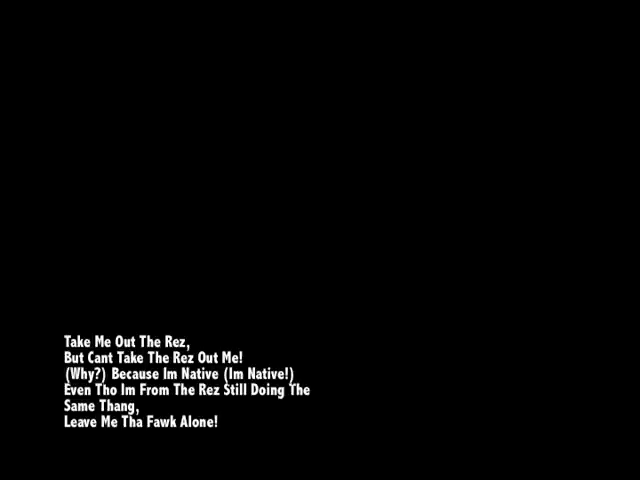 Take Me Out The Rez,
But Cant Take The Rez Out Me!
(Why?) Because Im Native (Im Native!)
Even Tho Im From The Rez Still Doing The
Same Thang,
Leave Me Tha Fawk Alone!